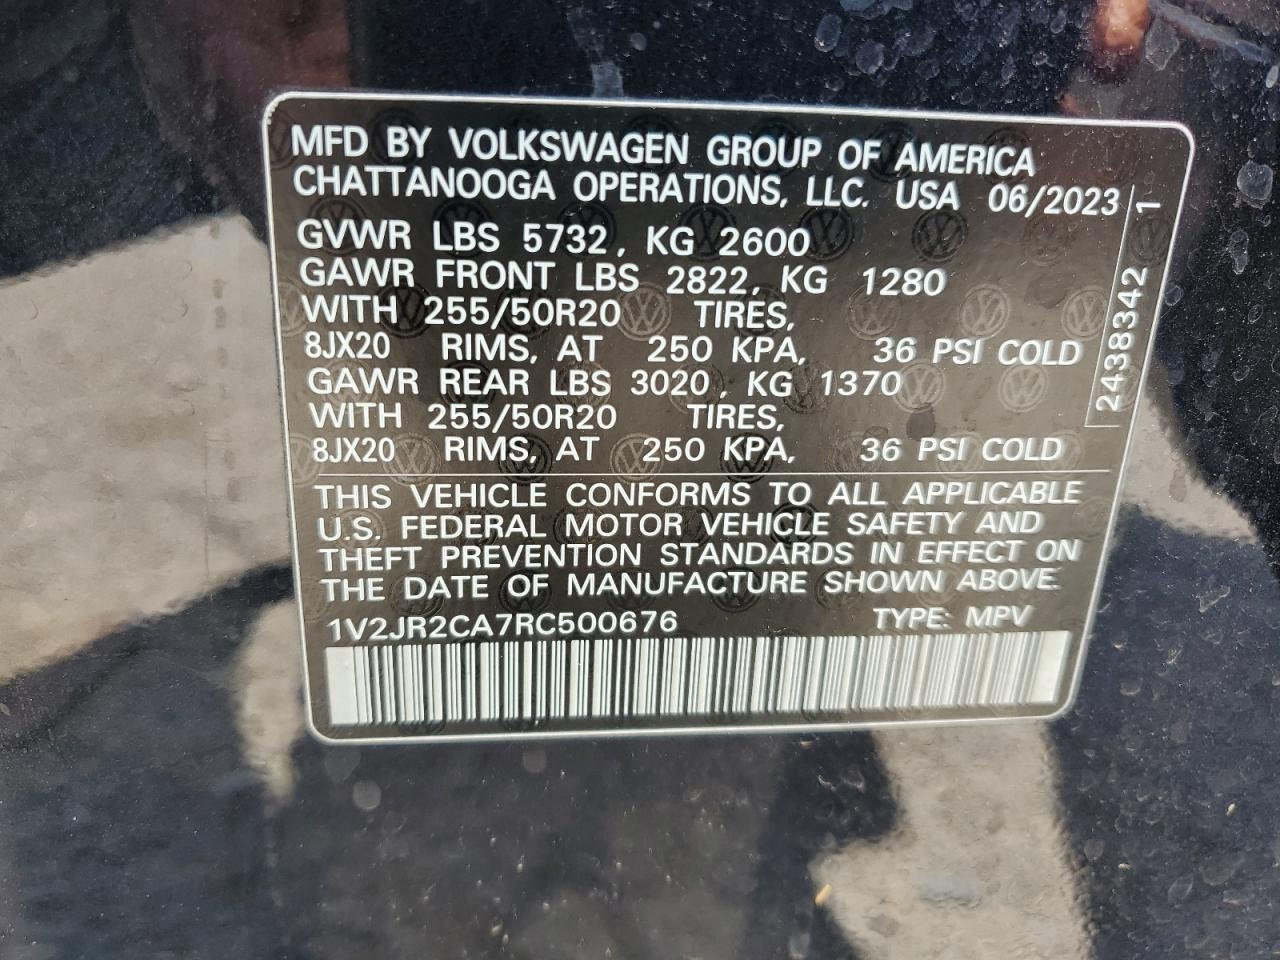 MFD BY VOLKSWAGEN GROUP OF AMERICA
CHATTANOOGA OPERATIONS, LLC. USA 06/2023
GVWR LBS 5732, KG 2600
GAWR FRONT LBS 2822, KG 1280
WITH 255/50R20 TIRES,
8JX20 RIMS, AT 250 KPA, 36 PSI COLD
GAWR REAR LBS 3020, KG 1370
WITH 255/50R20 TIRES,
8JX20 RIMS, AT 250 KPA, 36 PSI COLD
THIS VEHICLE CONFORMS TO ALL APPLICABLE
U.S. FEDERAL MOTOR VEHICLE SAFETY AND
THEFT PREVENTION STANDARDS IN EFFECT ON
THE DATE OF MANUFACTURE SHOWN ABOVE.
1V2JR2CA7RC500676 TYPE: MPV
24383421 1